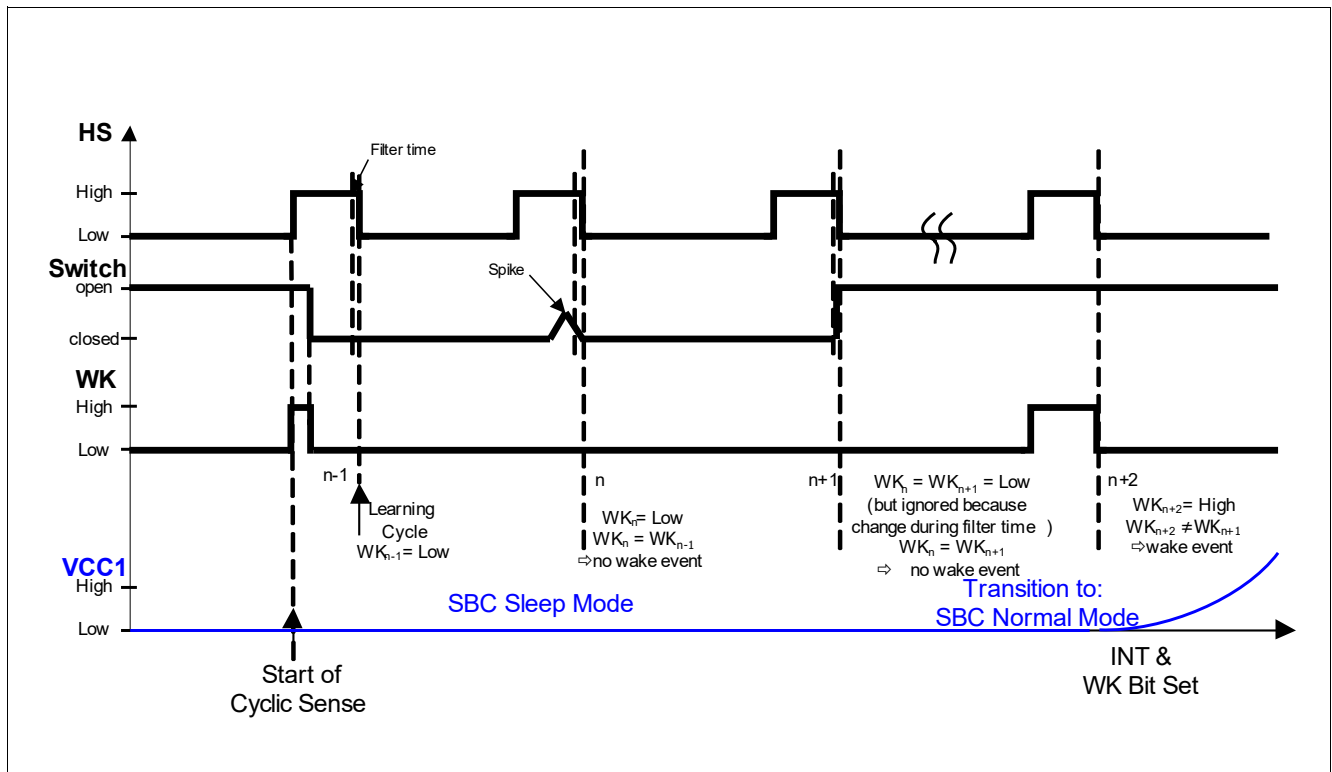 HS
Filter time
High
Low
Switch
open
Spike
closed
WK
High
Low
n-1
n
n+1
n+2
Learning
Cycle
WKn-1 = Low
WKn = Low
WKn = WKn-1
⇨no wake event
WKn = WKn+1 = Low
(but ignored because
change during filter time )
WKn = WKn+1
⇨ no wake event
WKn+2 = High
WKn+2 ≠ WKn+1
⇨wake event
VCC1
High
Low
SBC Sleep Mode
Transition to:
SBC Normal Mode
Start of
Cyclic Sense
INT &
WK Bit Set